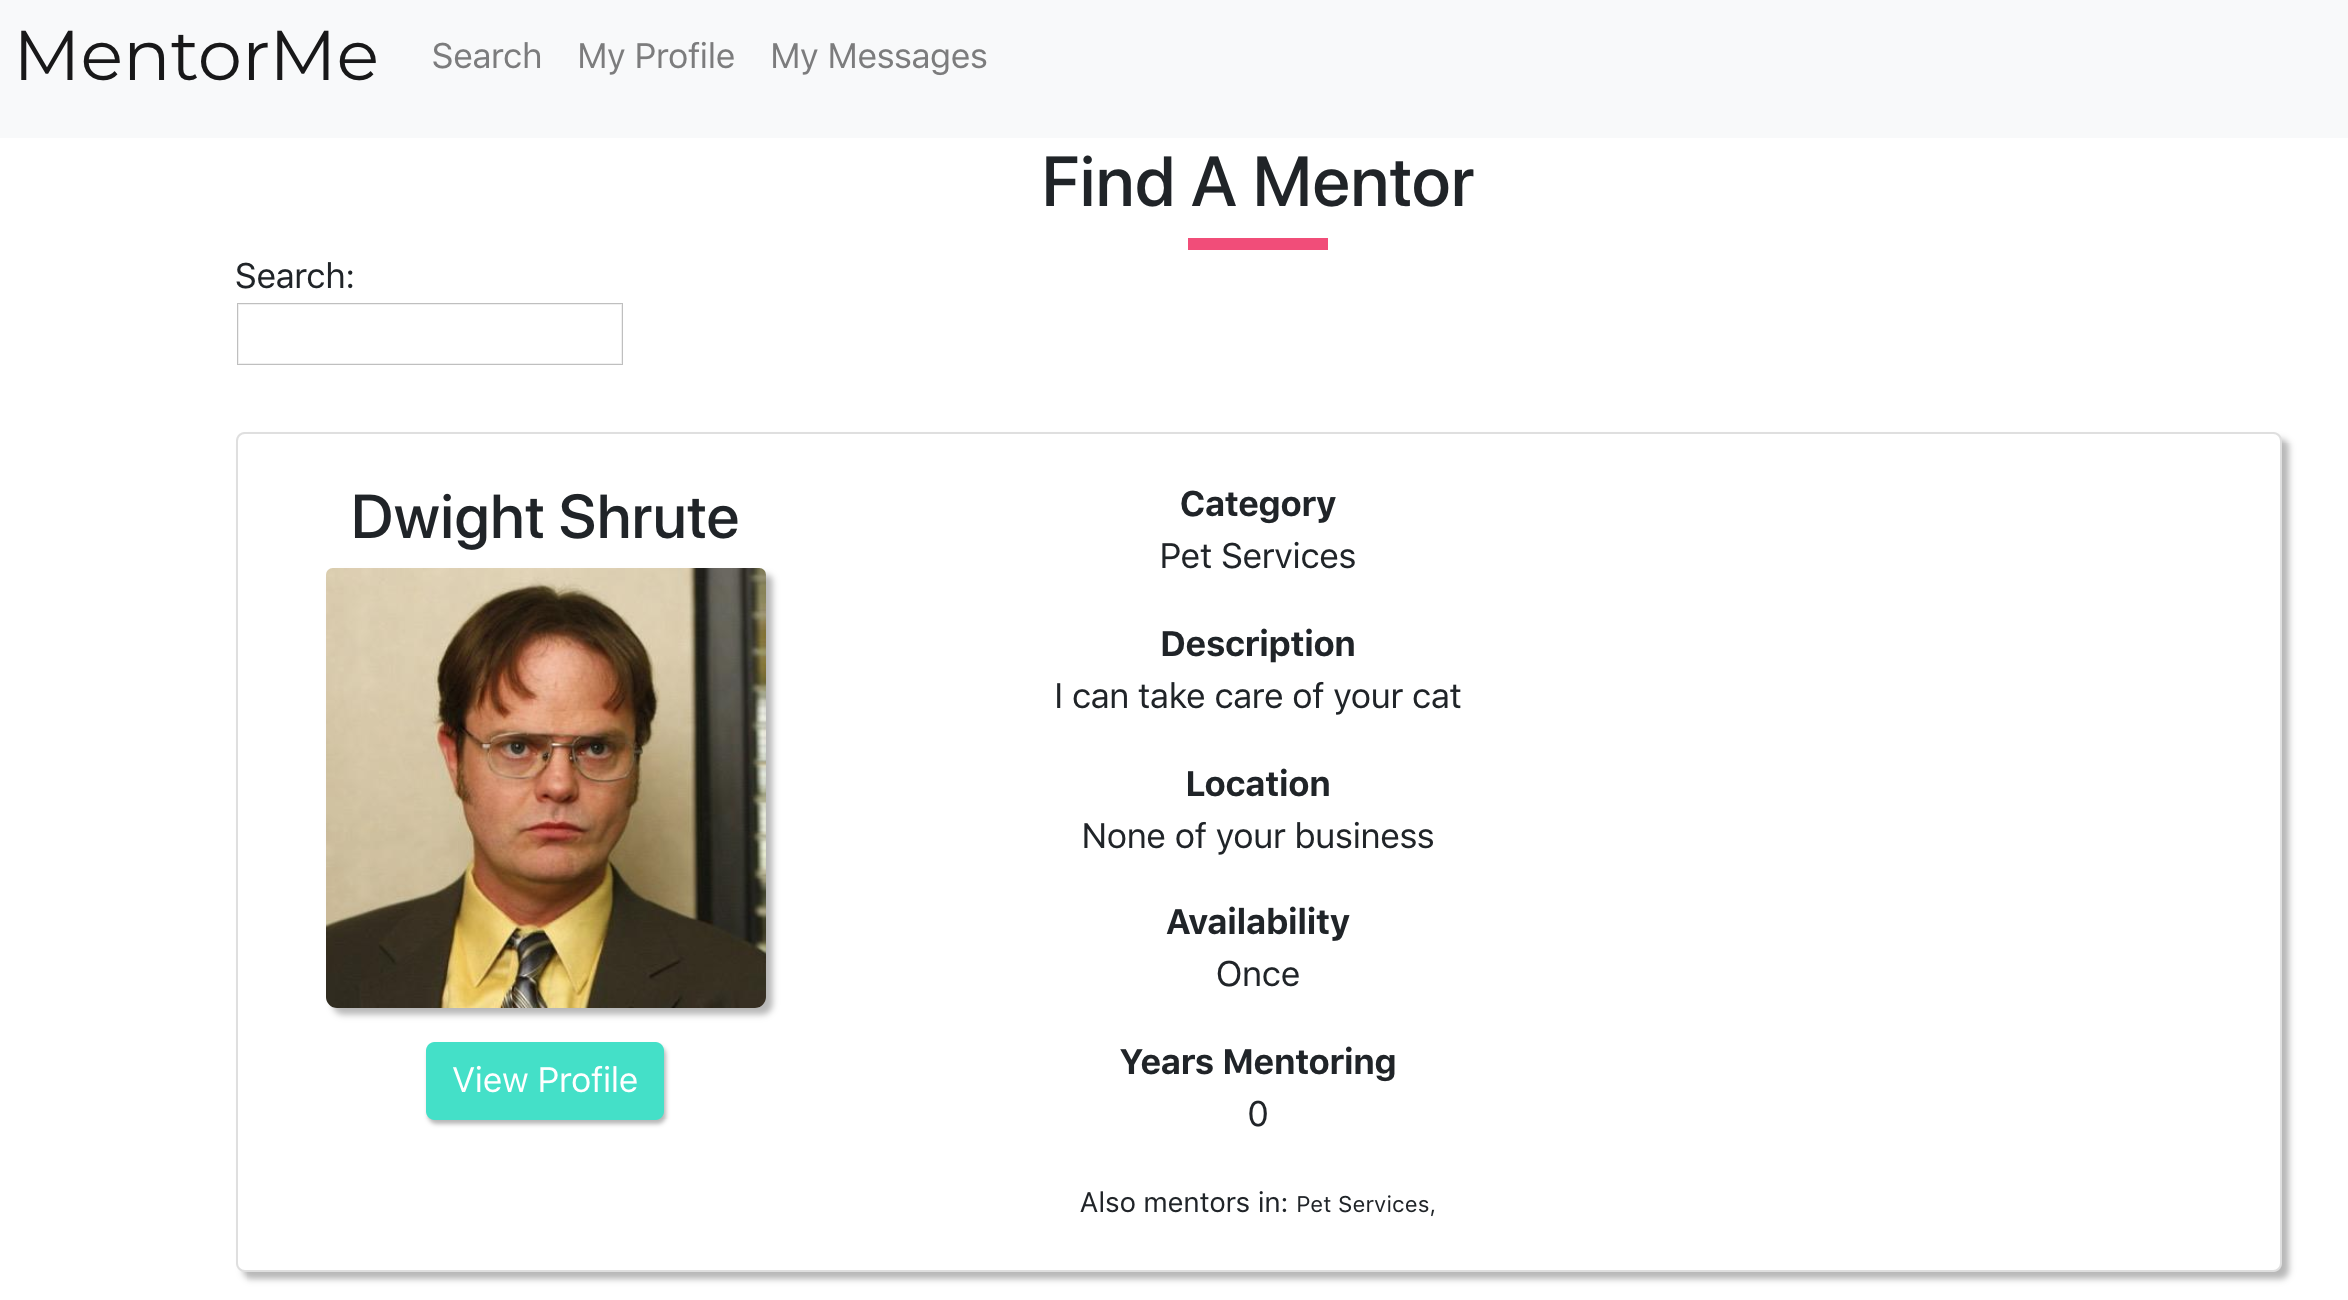 MentorMe Search My Profile My Messages
Find A Mentor
Search:
Dwight Shrute
View Profile
Category
Pet Services
Description
I can take care of your cat
Location
None of your business
Availability
Once
Years Mentoring
0
Also mentors in: Pet Services,